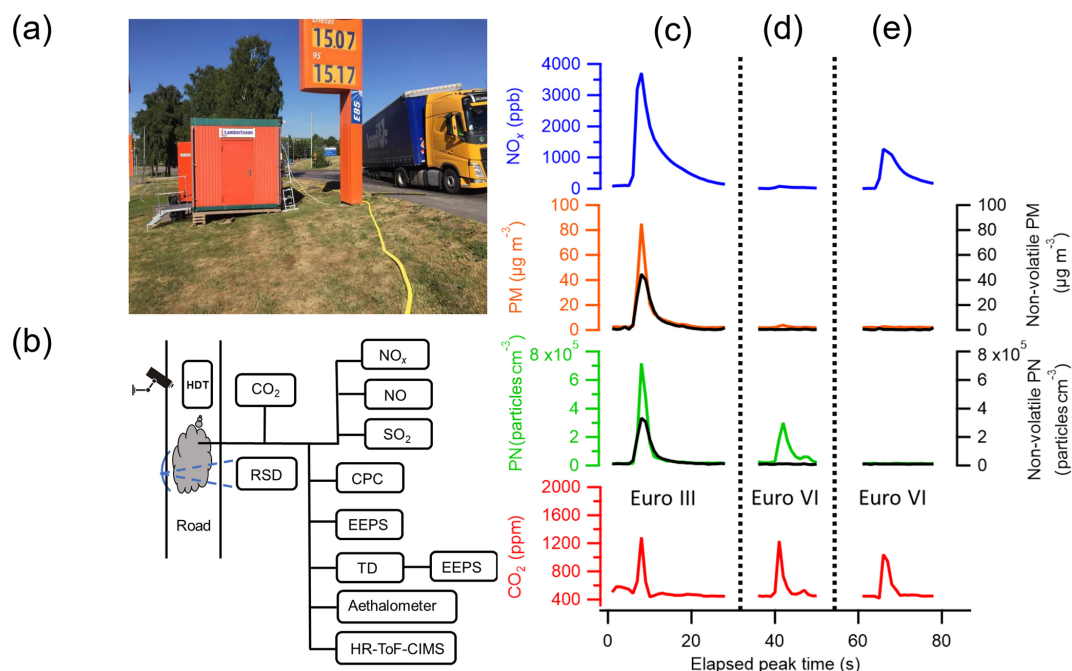 (a)
Diesel
15.07
15.17
95
E85
Lambertsson
(b)
HDT
CO₂
NOₓ
NO
SO₂
RSD
CPC
Road
EEPS
TD
EEPS
Aethalometer
HR-ToF-CIMS
(c)
(d)
(e)
NOₓ (ppb)
4000
3000
2000
1000
0
PM (µg m⁻³)
100
80
60
40
20
0
100
80
60
40
20
0
Non-volatile PM
(µg m⁻³)
PN(particles cm⁻³)
8 x10⁵
6
4
2
0
8 x10⁵
6
4
2
0
Non-volatile PN
(particles cm⁻³)
Euro III
Euro VI
Euro VI
CO₂ (ppm)
2000
1600
1200
800
400
0
20
40
60
80
Elapsed peak time (s)